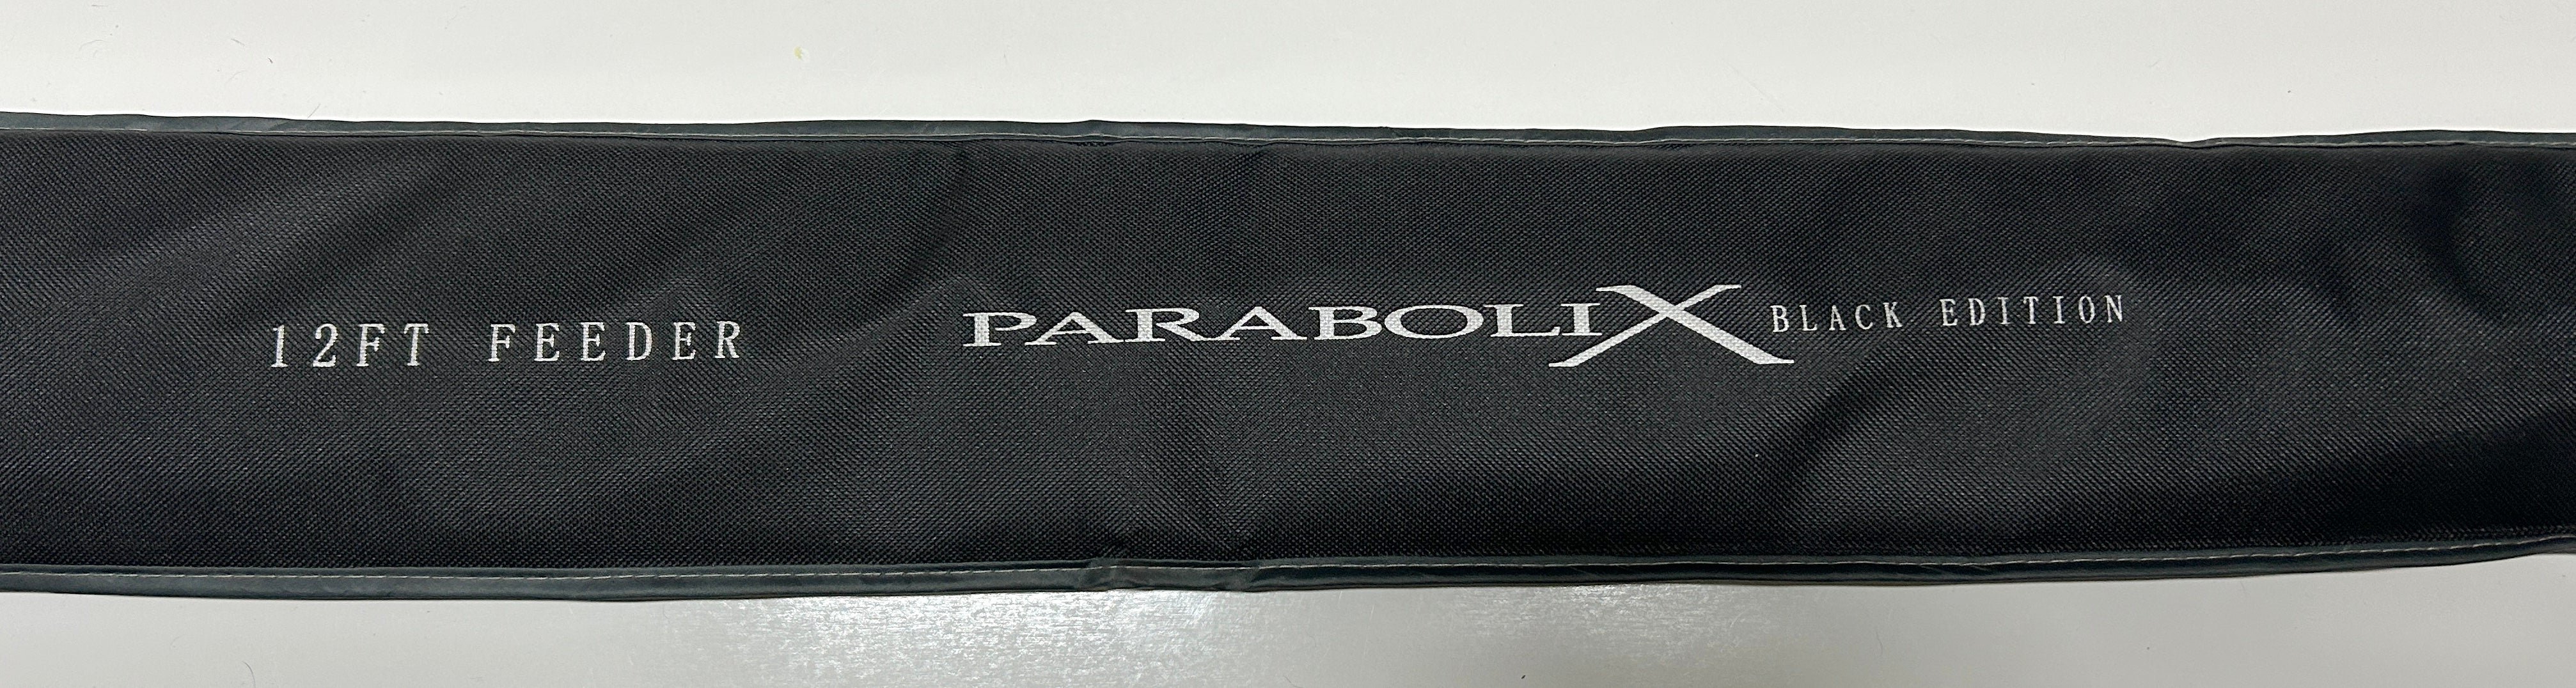 12FT FEEDER PARABOLIX BLACK EDITION